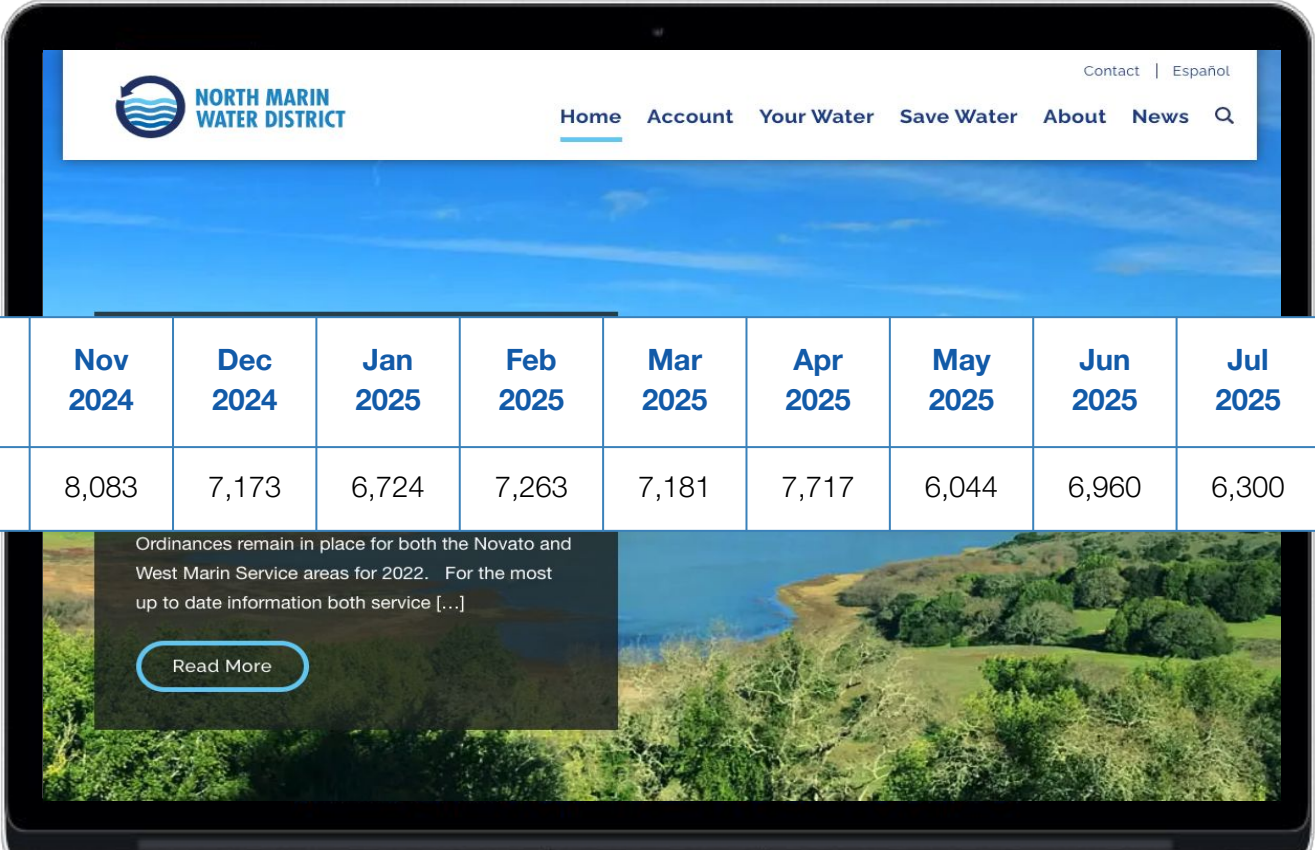 Contact | Español
NORTH MARIN
WATER DISTRICT
Home Account Your Water Save Water About News
Nov 2024 Dec 2024 Jan 2025 Feb 2025 Mar 2025 Apr 2025 May 2025 Jun 2025 Jul 2025
8,083 7,173 6,724 7,263 7,181 7,717 6,044 6,960 6,300
Ordinances remain in place for both the Novato and
West Marin Service areas for 2022. For the most
up to date information both service […]
Read More